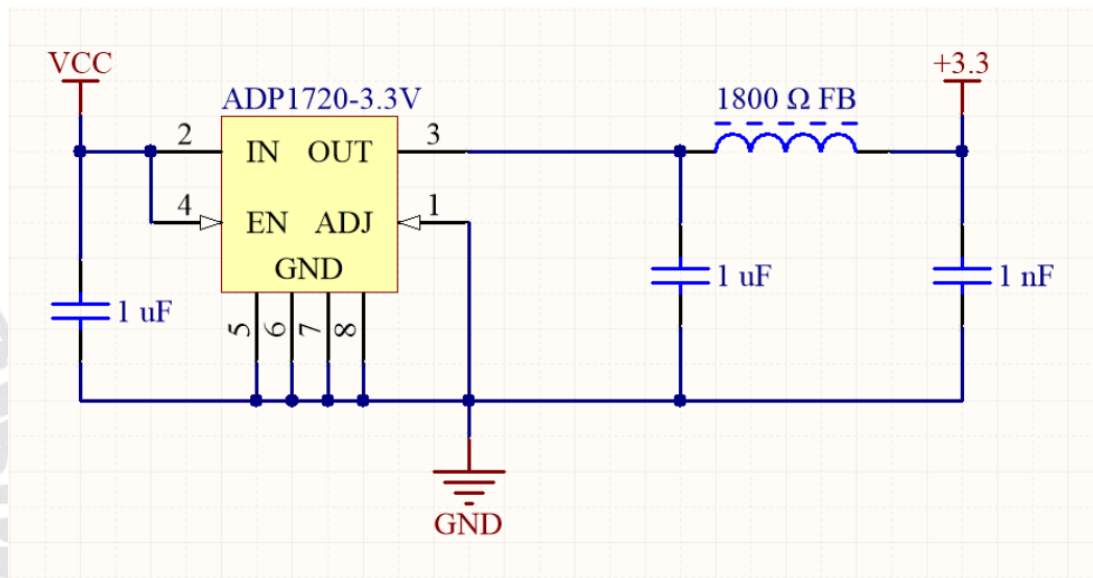 VCC
+3.3
ADP1720-3.3V
1800 Ω FB
2
IN OUT
3
4
EN ADJ
1
GND
1 uF
1 uF
1 nF
5
6
7
8
GND